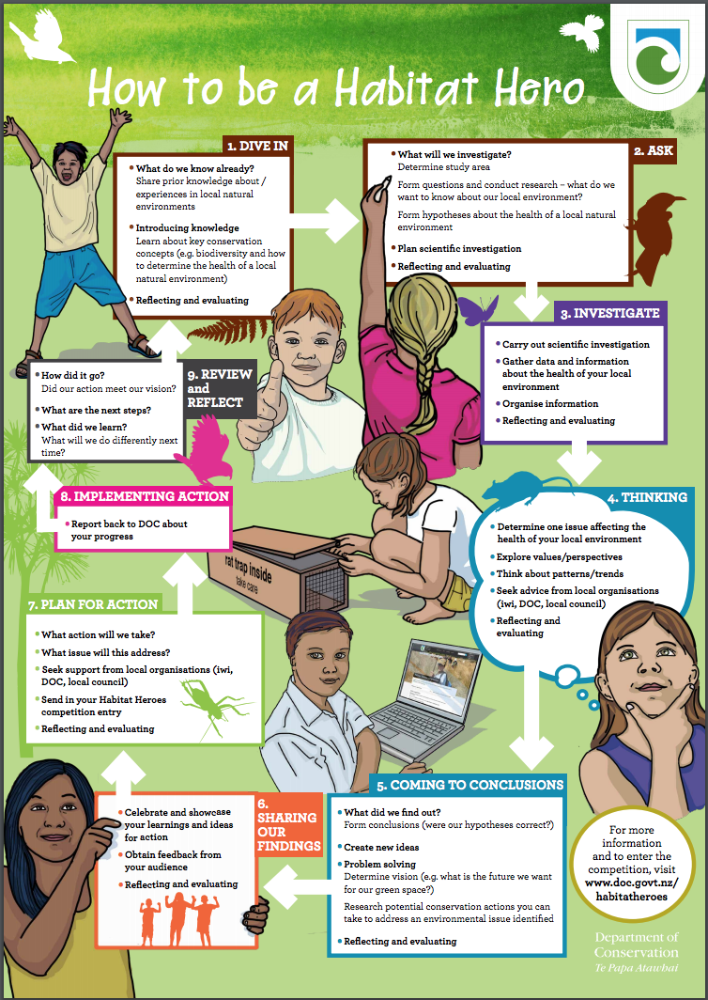 How to be a Habitat Hero
1. DIVE IN
What do we know already?
Share prior knowledge about /
experiences in local natural
environments
Introducing knowledge
Learn about key conservation
concepts (e.g. biodiversity and how
to determine the health of a local
natural environment)
Reflecting and evaluating
2. ASK
What will we investigate?
Determine study area
Form questions and conduct research – what do we
want to know about our local environment?
Form hypotheses about the health of a local natural
environment
Plan scientific investigation
Reflecting and evaluating
3. INVESTIGATE
Carry out scientific investigation
Gather data and information
about the health of your local
environment
Organise information
Reflecting and evaluating
4. THINKING
Determine one issue affecting the
health of your local environment
Explore values/perspectives
Think about patterns/trends
Seek advice from local organisations
(iwi, DOC, local council)
Reflecting and
evaluating
5. COMING TO CONCLUSIONS
What did we find out?
Form conclusions (were our hypotheses correct?)
Create new ideas
Problem solving
Determine vision (e.g. what is the future we want
for our green space?)
Research potential conservation actions you can
take to address an environmental issue identified
Reflecting and evaluating
6.
SHARING
OUR
FINDINGS
Celebrate and showcase
your learnings and ideas
for action
Obtain feedback from
your audience
Reflecting and evaluating
7. PLAN FOR ACTION
What action will we take?
What issue will this address?
Seek support from local organisations (iwi,
DOC, local council)
Send in your Habitat Heroes
competition entry
Reflecting and evaluating
8. IMPLEMENTING ACTION
Report back to DOC about
your progress
9. REVIEW
and
REFLECT
How did it go?
Did our action meet our vision?
What are the next steps?
What did we learn?
What will we do differently next
time?
rat trap inside
take care
For more
information
and to enter the
competition, visit
www.doc.govt.nz/
habitatheroes
Department of
Conservation
Te Papa Atawhai